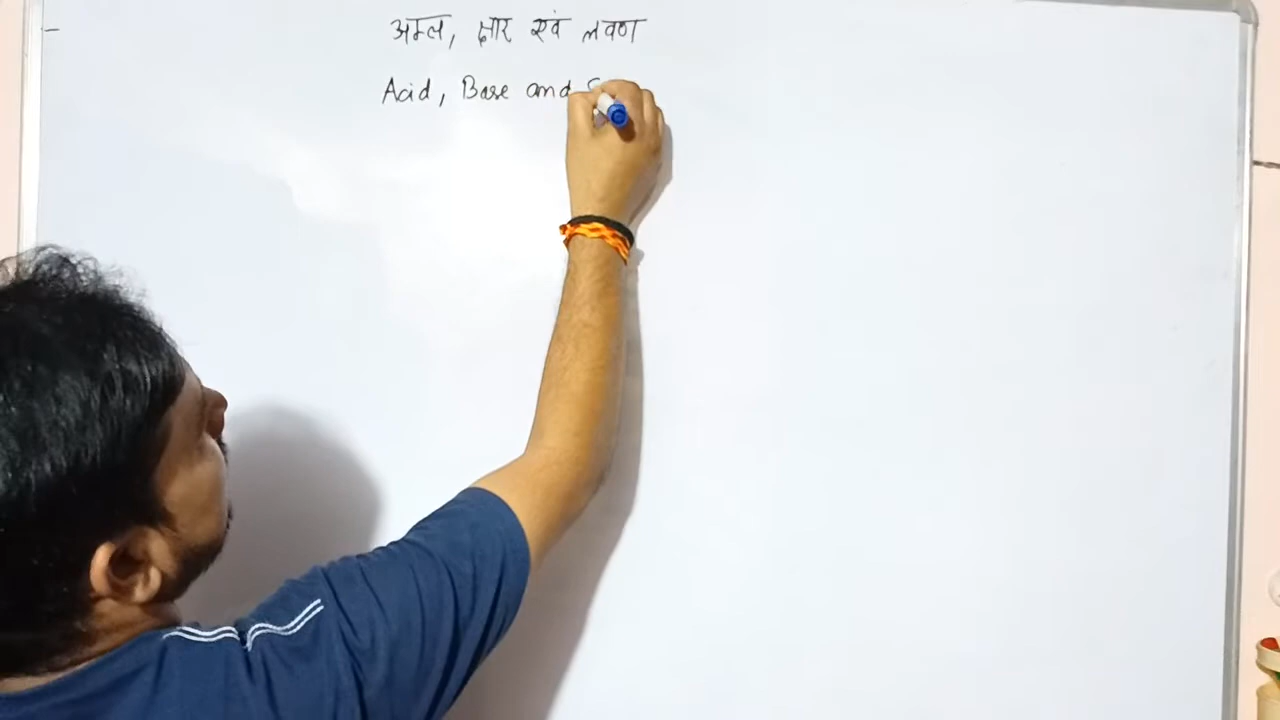 अम्ल, क्षार एवं लवण
Acid, Base and S